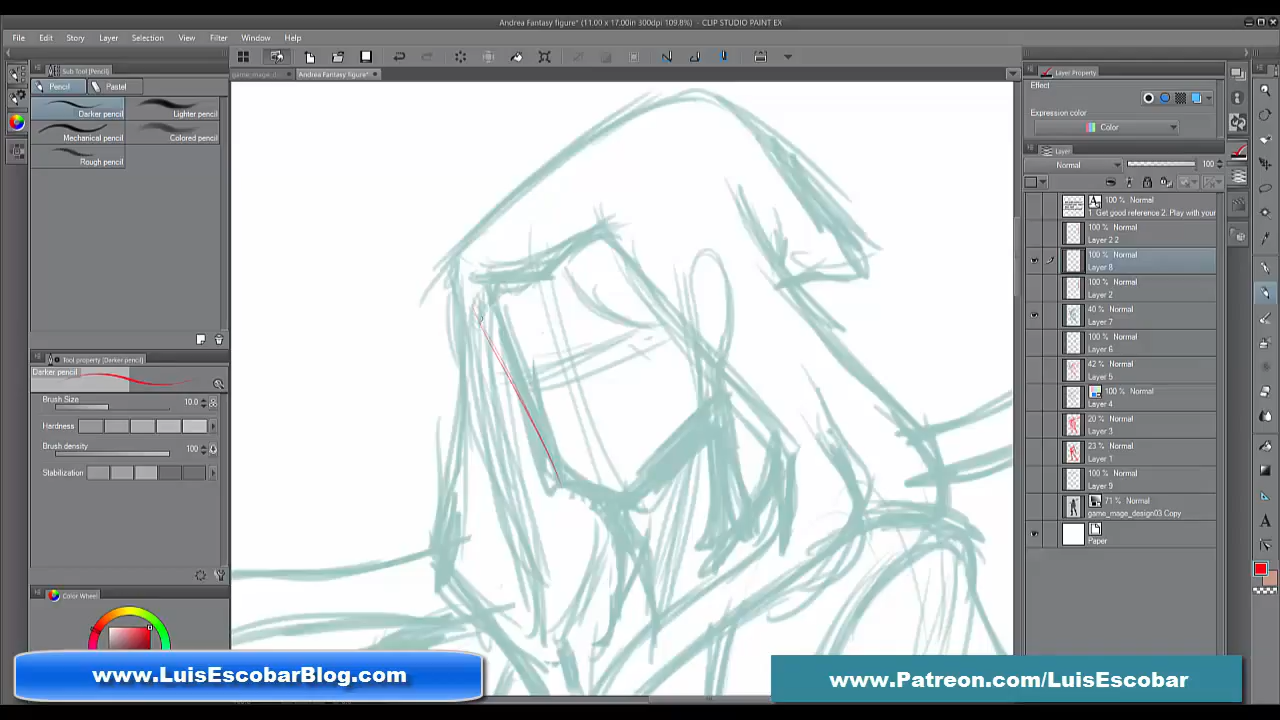 Andrea Fantasy figure* (11.00 x 17.00in 300dpi 109.8%) - CLIP STUDIO PAINT EX
File Edit Story Layer Selection View Filter Window Help
Sub Tool [Pencil]
Andrea Fantasy figure*
Layer Property
Pencil Pastel
Effect
Darker pencil Lighter pencil
Mechanical pencil Colored pencil
Rough pencil
Expression color
Color
Layer
Normal 100
100 % Normal
1. Get good reference 2. Play with your
100 % Normal
Layer 2 2
100 % Normal
Layer 8
100 % Normal
Layer 2
40 % Normal
Layer 7
100 % Normal
Layer 6
42 % Normal
Layer 5
100 % Normal
Layer 4
20 % Normal
Layer 3
23 % Normal
Layer 1
100 % Normal
Layer 9
71 % Normal
game_mage_design03 Copy
Paper
Tool property [Darker pencil]
Darker pencil
Brush Size 10.0
Hardness
Brush density 100
Stabilization
Color Wheel
www.LuisEscobarBlog.com
www.Patreon.com/LuisEscobar